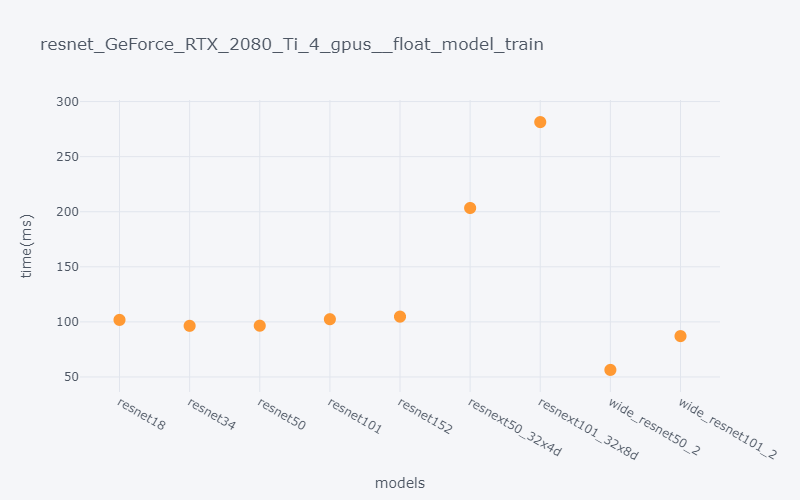 resnet_GeForce_RTX_2080_Ti_4_gpus__float_model_train
300
250
200
150
100
50
time(ms)
resnet18
resnet34
resnet50
resnet101
resnet152
resnext50_32x4d
resnext101_32x8d
wide_resnet50_2
wide_resnet101_2
models